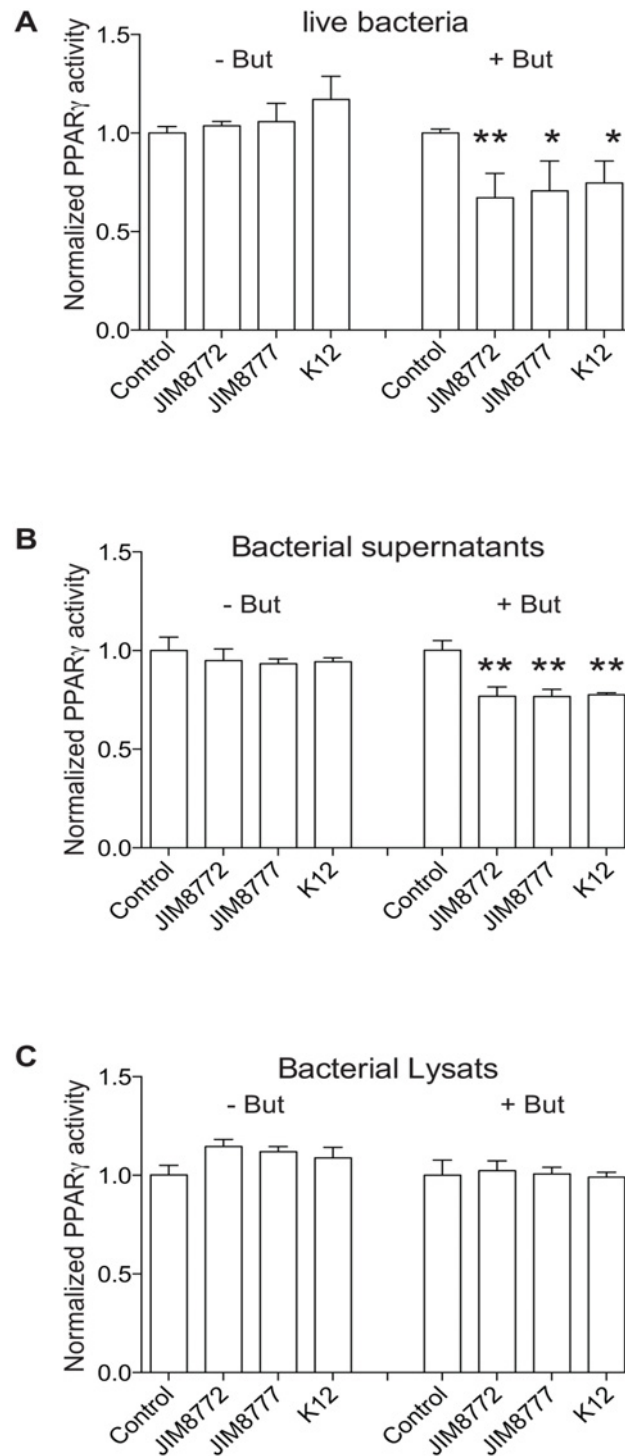 A
live bacteria
- But
+ But
Normalized PPARγ activity
1.5
1.0
0.5
0.0
** * *
Control
JIM8772
JIM8777
K12
Control
JIM8772
JIM8777
K12
B
Bacterial supernatants
- But
+ But
Normalized PPARγ activity
1.5
1.0
0.5
0.0
** ** **
Control
JIM8772
JIM8777
K12
Control
JIM8772
JIM8777
K12
C
Bacterial Lysats
- But
+ But
Normalized PPARγ activity
1.5
1.0
0.5
0.0
Control
JIM8772
JIM8777
K12
Control
JIM8772
JIM8777
K12